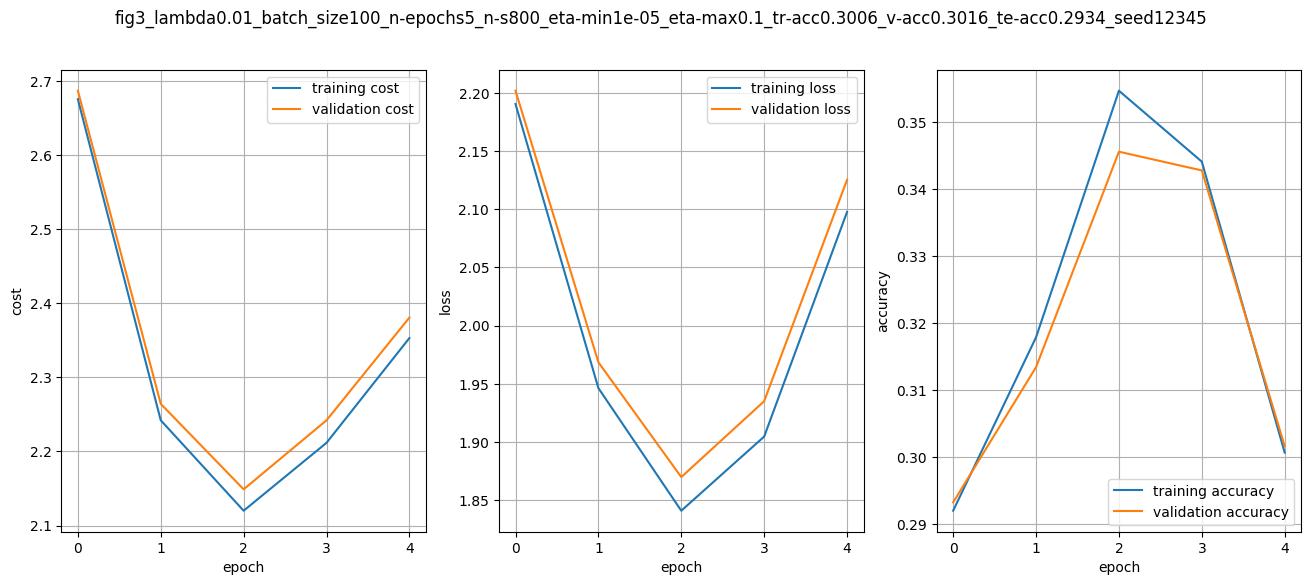 fig3_lambda0.01_batch_size100_n-epochs5_n-s800_eta-min1e-05_eta-max0.1_tr-acc0.3006_v-acc0.3016_te-acc0.2934_seed12345
2.7
2.6
2.5
2.4
2.3
2.2
2.1
cost
0 1 2 3 4
epoch
training cost
validation cost
2.20
2.15
2.10
2.05
2.00
1.95
1.90
1.85
loss
0 1 2 3 4
epoch
training loss
validation loss
0.35
0.34
0.33
0.32
0.31
0.30
0.29
accuracy
0 1 2 3 4
epoch
training accuracy
validation accuracy